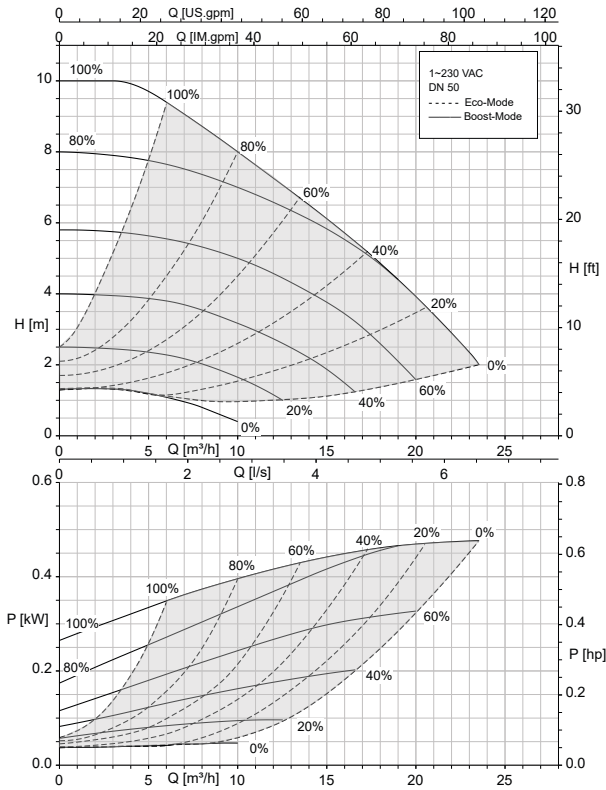 Q [US.gpm]
0 20 40 60 80 100 120
Q [IM.gpm]
0 20 40 60 80 100
1~230 VAC
DN 50
Eco-Mode
Boost-Mode
100%
100%
80%
80%
60%
40%
20%
0%
60%
40%
20%
0%
10
8
6
4
2
0
H [m]
30
20
10
0
H [ft]
0 5 10 15 20 25
Q [m³/h]
0 2 4 6
Q [l/s]
0.6
0.4
0.2
0.0
P [kW]
0.8
0.6
0.4
0.2
0.0
P [hp]
100%
80%
60%
40%
20%
0%
100%
80%
60%
40%
20%
0%
0 5 10 15 20 25
Q [m³/h]